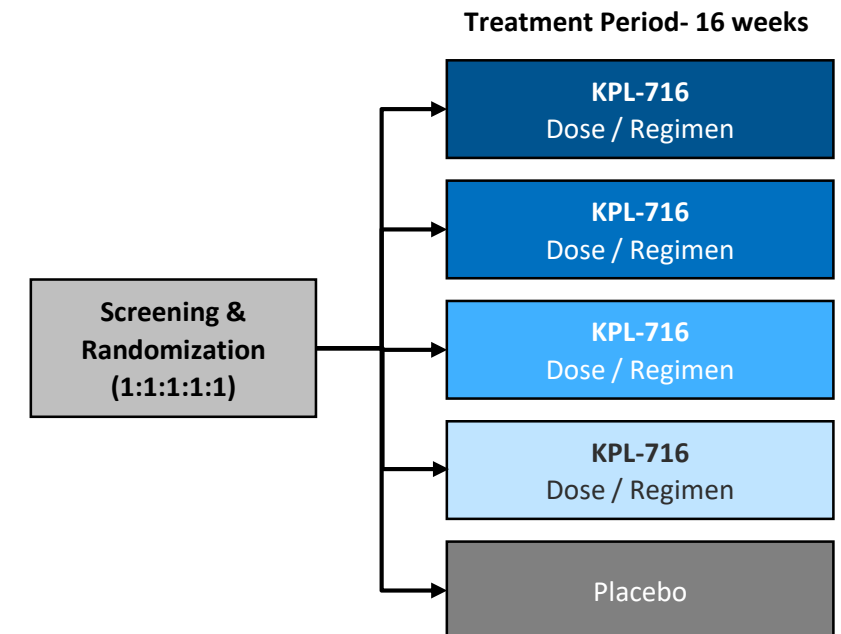 Treatment Period- 16 weeks
KPL-716
Dose / Regimen
KPL-716
Dose / Regimen
Screening &
Randomization
(1:1:1:1:1)
KPL-716
Dose / Regimen
KPL-716
Dose / Regimen
Placebo